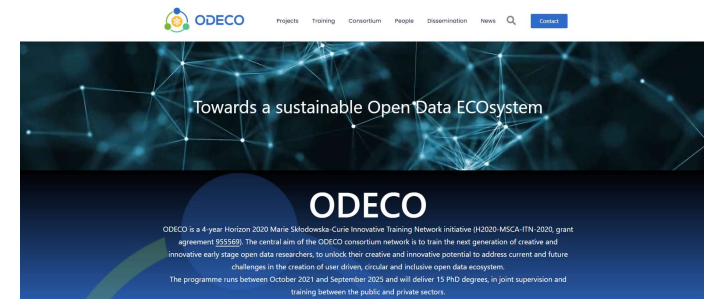 ODECO Projects Training Consortium People Dissemination News Contact
Towards a sustainable Open Data ECOsystem
ODECO
ODECO is a 4-year Horizon 2020 Marie Skłodowska-Curie Innovative Training Network initiative (H2020-MSCA-ITN-2020, grant
agreement 955569). The central aim of the ODECO consortium network is to train the next generation of creative and
innovative early stage open data researchers, to unlock their creative and innovative potential to address current and future
challenges in the creation of user driven, circular and inclusive open data ecosystem.
The programme runs between October 2021 and September 2025 and will deliver 15 PhD degrees, in joint supervision and
training between the public and private sectors.